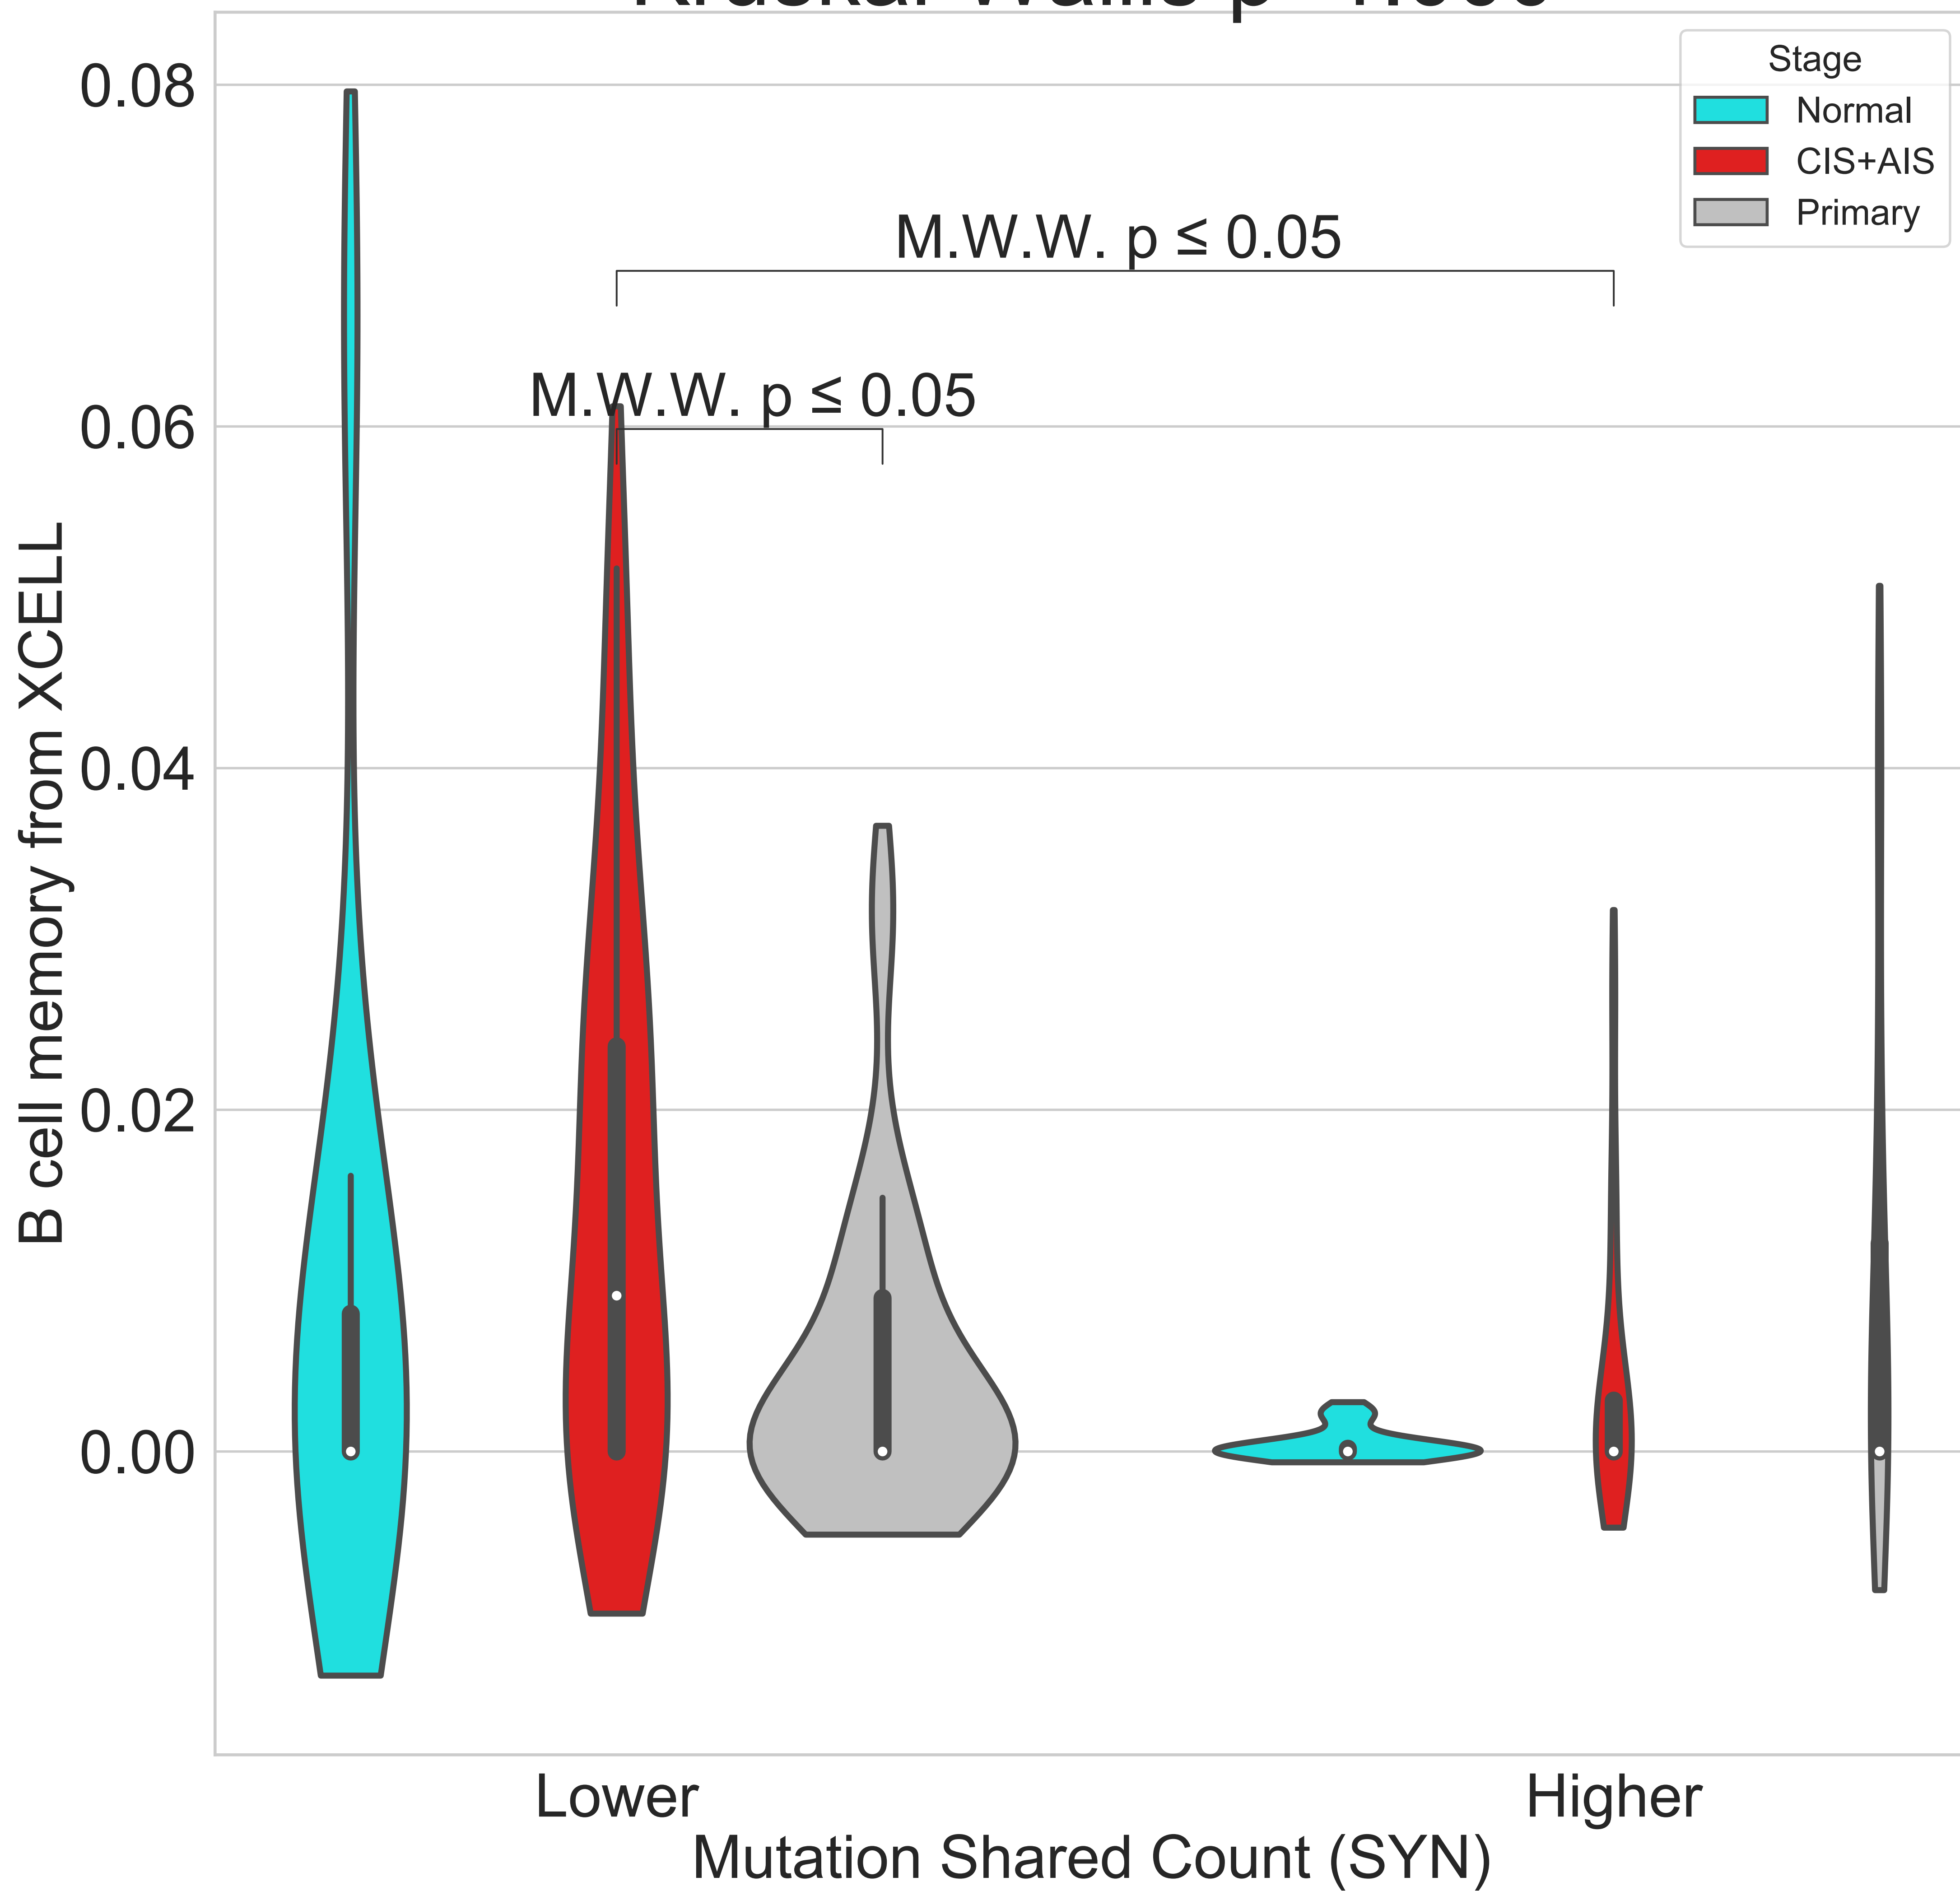 Stage
Normal
CIS+AIS
Primary
M.W.W. p ≤ 0.05
M.W.W. p ≤ 0.05
0.08
0.06
0.04
0.02
0.00
B cell memory from XCELL
Lower
Higher
Mutation Shared Count (SYN)